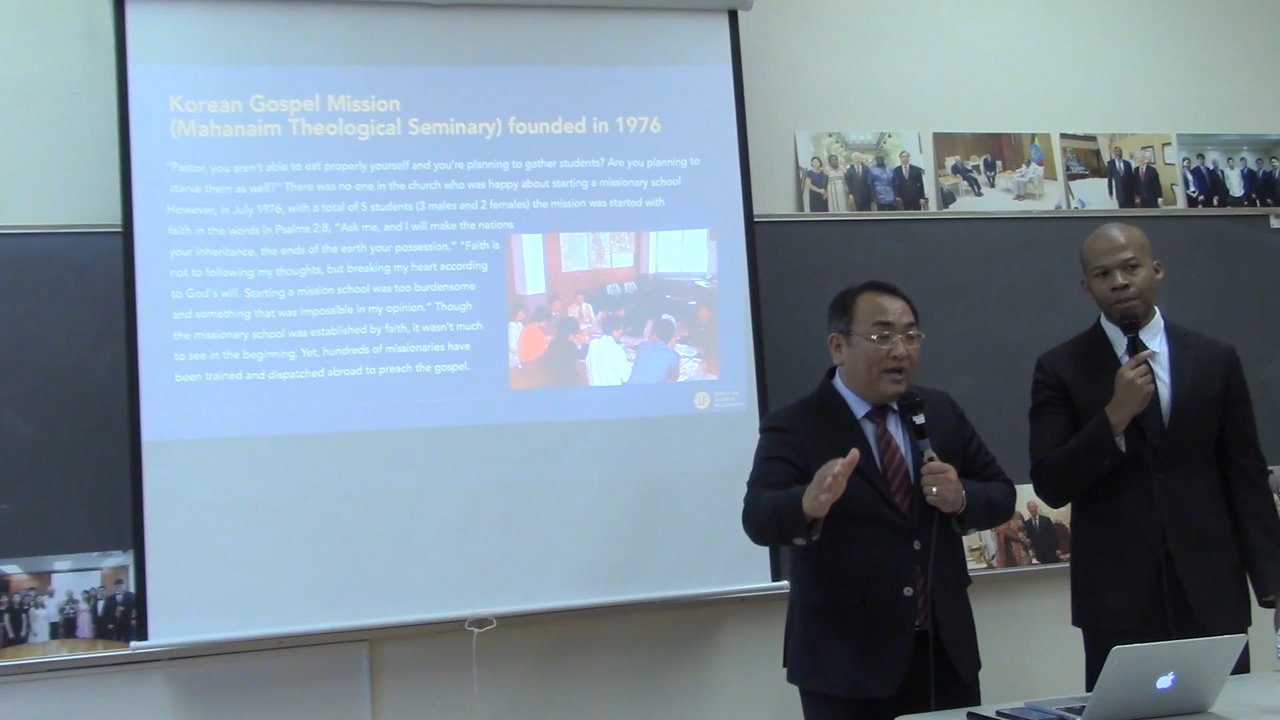 Korean Gospel Mission
(Mahanaim Theological Seminary) founded in 1976
"Pastor, you aren't able to eat properly yourself and you're planning to gather students? Are you planning to
starve them as well?" There was no one in the church who was happy about starting a missionary school
However, in July 1976, with a total of 5 students (3 males and 2 females) the mission was started with
faith in the words in Psalms 2:8, "Ask me, and I will make the nations
your inheritance, the ends of the earth your possession." "Faith is
not to following my thoughts, but breaking my heart according
to God's will. Starting a mission school was too burdensome
and something that was impossible in my opinion." Though
the missionary school was established by faith, it wasn't much
to see in the beginning. Yet, hundreds of missionaries have
been trained and dispatched abroad to preach the gospel.
CLF
CHRISTIAN
LEADERS
FELLOWSHIP